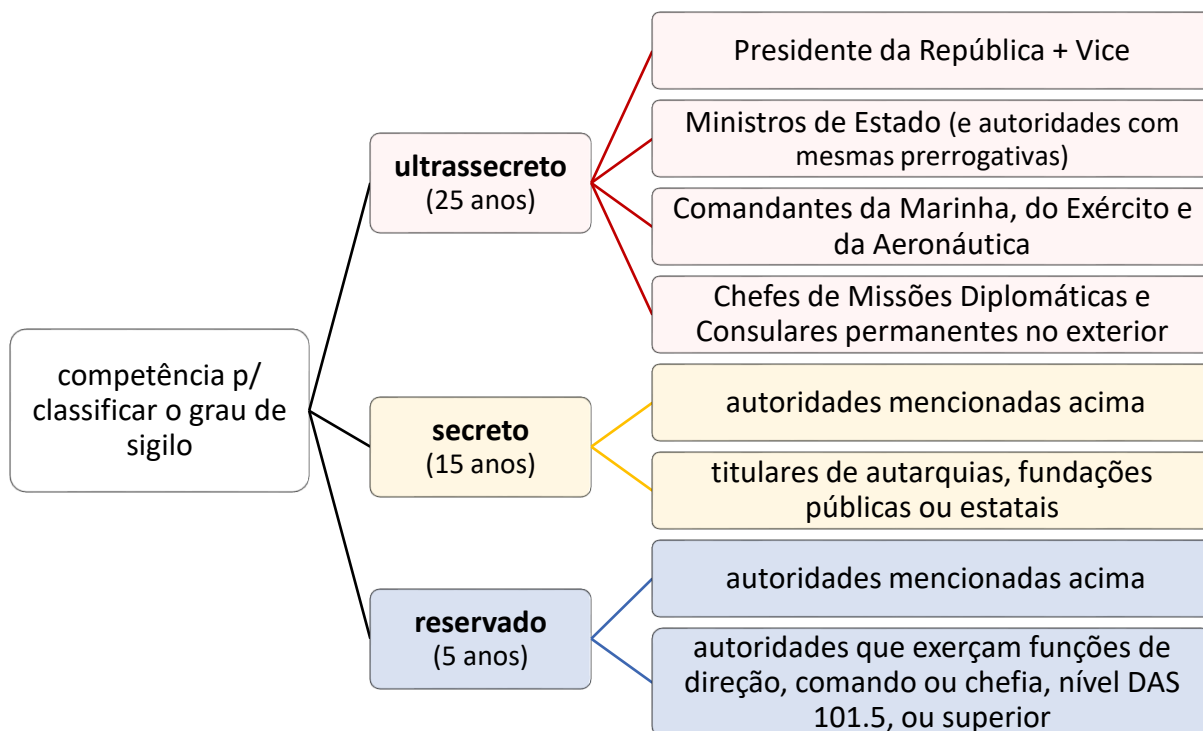 competência p/
classificar o grau de
sigilo
ultrassecreto
(25 anos)
Presidente da República + Vice
Ministros de Estado (e autoridades com
mesmas prerrogativas)
Comandantes da Marinha, do Exército e
da Aeronáutica
Chefes de Missões Diplomáticas e
Consulares permanentes no exterior
secreto
(15 anos)
autoridades mencionadas acima
titulares de autarquias, fundações
públicas ou estatais
reservado
(5 anos)
autoridades mencionadas acima
autoridades que exerçam funções de
direção, comando ou chefia, nível DAS
101.5, ou superior